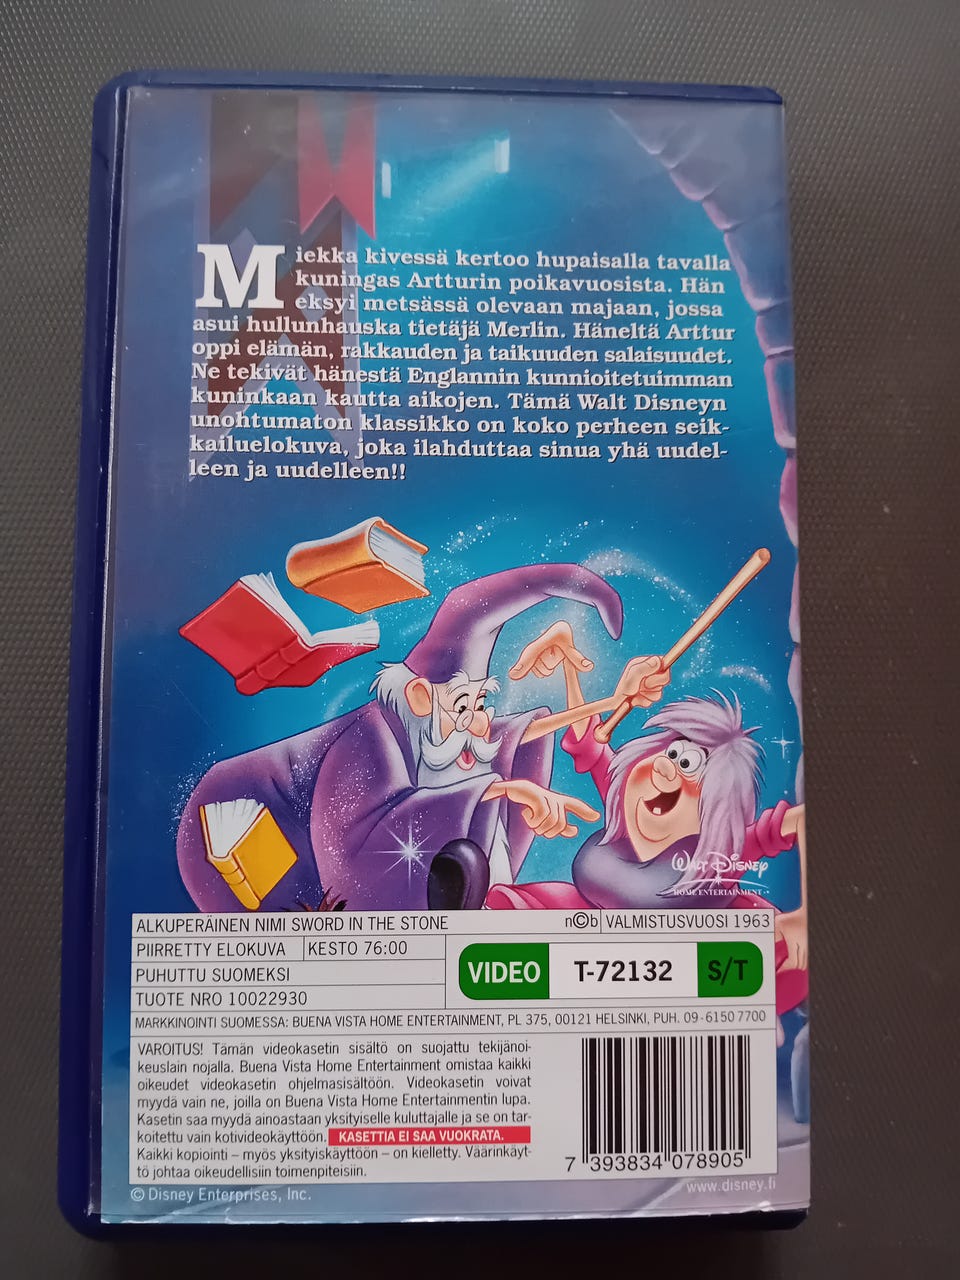 Miekka kivessä kertoo hupaisalla tavalla
kuningas Artturin poikavuosista. Hän
eksyi metsässä olevaan majaan, jossa
asui hullunhauska tietäjä Merlin. Häneltä Arttur
oppi elämän, rakkauden ja taikuuden salaisuudet.
Ne tekivät hänestä Englannin kunnioitetuimman
kuninkaan kautta aikojen. Tämä Walt Disneyn
unohtumaton klassikko on koko perheen seik-
kailuelokuva, joka ilahduttaa sinua yhä uudel-
leen ja uudelleen!!
Walt Disney
HOME ENTERTAINMENT
ALKUPERÄINEN NIMI SWORD IN THE STONE
n©b VALMISTUSVUOSI 1963
PIIRRETTY ELOKUVA KESTO 76:00
PUHUTTU SUOMEKSI
TUOTE NRO 10022930
VIDEO T-72132 S/T
MARKKINOINTI SUOMESSA: BUENA VISTA HOME ENTERTAINMENT, PL 375, 00121 HELSINKI, PUH. 09-6150 7700
VAROITUS! Tämän videokasetin sisältö on suojattu tekijänoi-
keuslain nojalla. Buena Vista Home Entertainment omistaa kaikki
oikeudet videokasetin ohjelmasisältöön. Videokasetin voivat
myydä vain ne, joilla on Buena Vista Home Entertainmentin lupa.
Kasetin saa myydä ainoastaan yksityiselle kuluttajalle ja se on tar-
koitettu vain kotivideokäyttöön. KASETTIA EI SAA VUOKRATA.
Kaikki kopiointi – myös yksityiskäyttöön – on kielletty. Väärinkäyt-
tö johtaa oikeudellisiin toimenpiteisiin.
7 393834 078905
© Disney Enterprises, Inc.
www.disney.fi